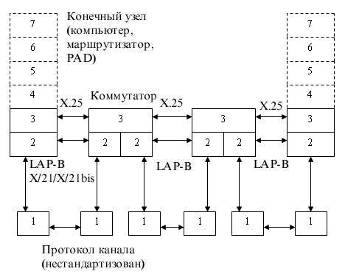 7 Конечный узел 7
6 (компьютер, 6
маршрутизатор,
5 PAD) 5
4 4
X.25 Коммутатор X.25 X.25
3 3 3 3
2 2 2 2 2 2
LAP-B LAP-B LAP-B
X/21/X/21bis
1 1 1 1 1 1
Протокол канала
(нестандартизован)